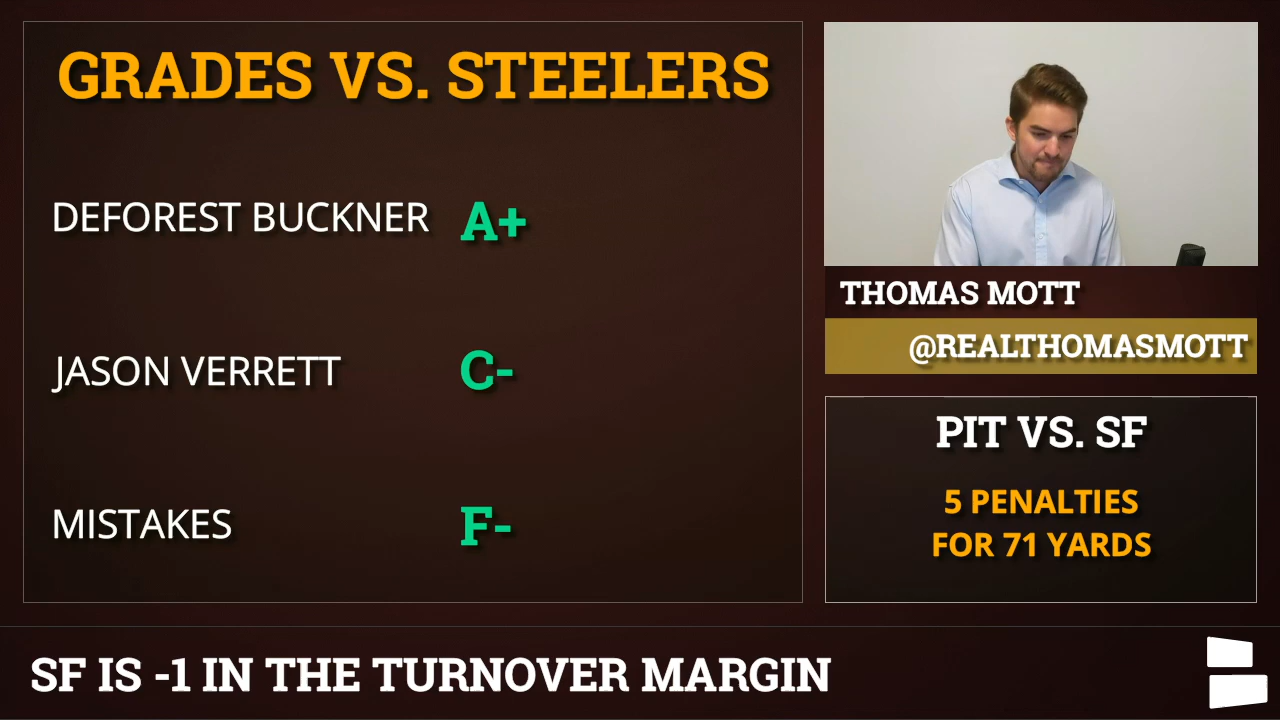 GRADES VS. STEELERS
DEFOREST BUCKNER A+
JASON VERRETT C-
MISTAKES F-
THOMAS MOTT
@REALTHOMASMOTT
PIT VS. SF
5 PENALTIES
FOR 71 YARDS
SF IS -1 IN THE TURNOVER MARGIN